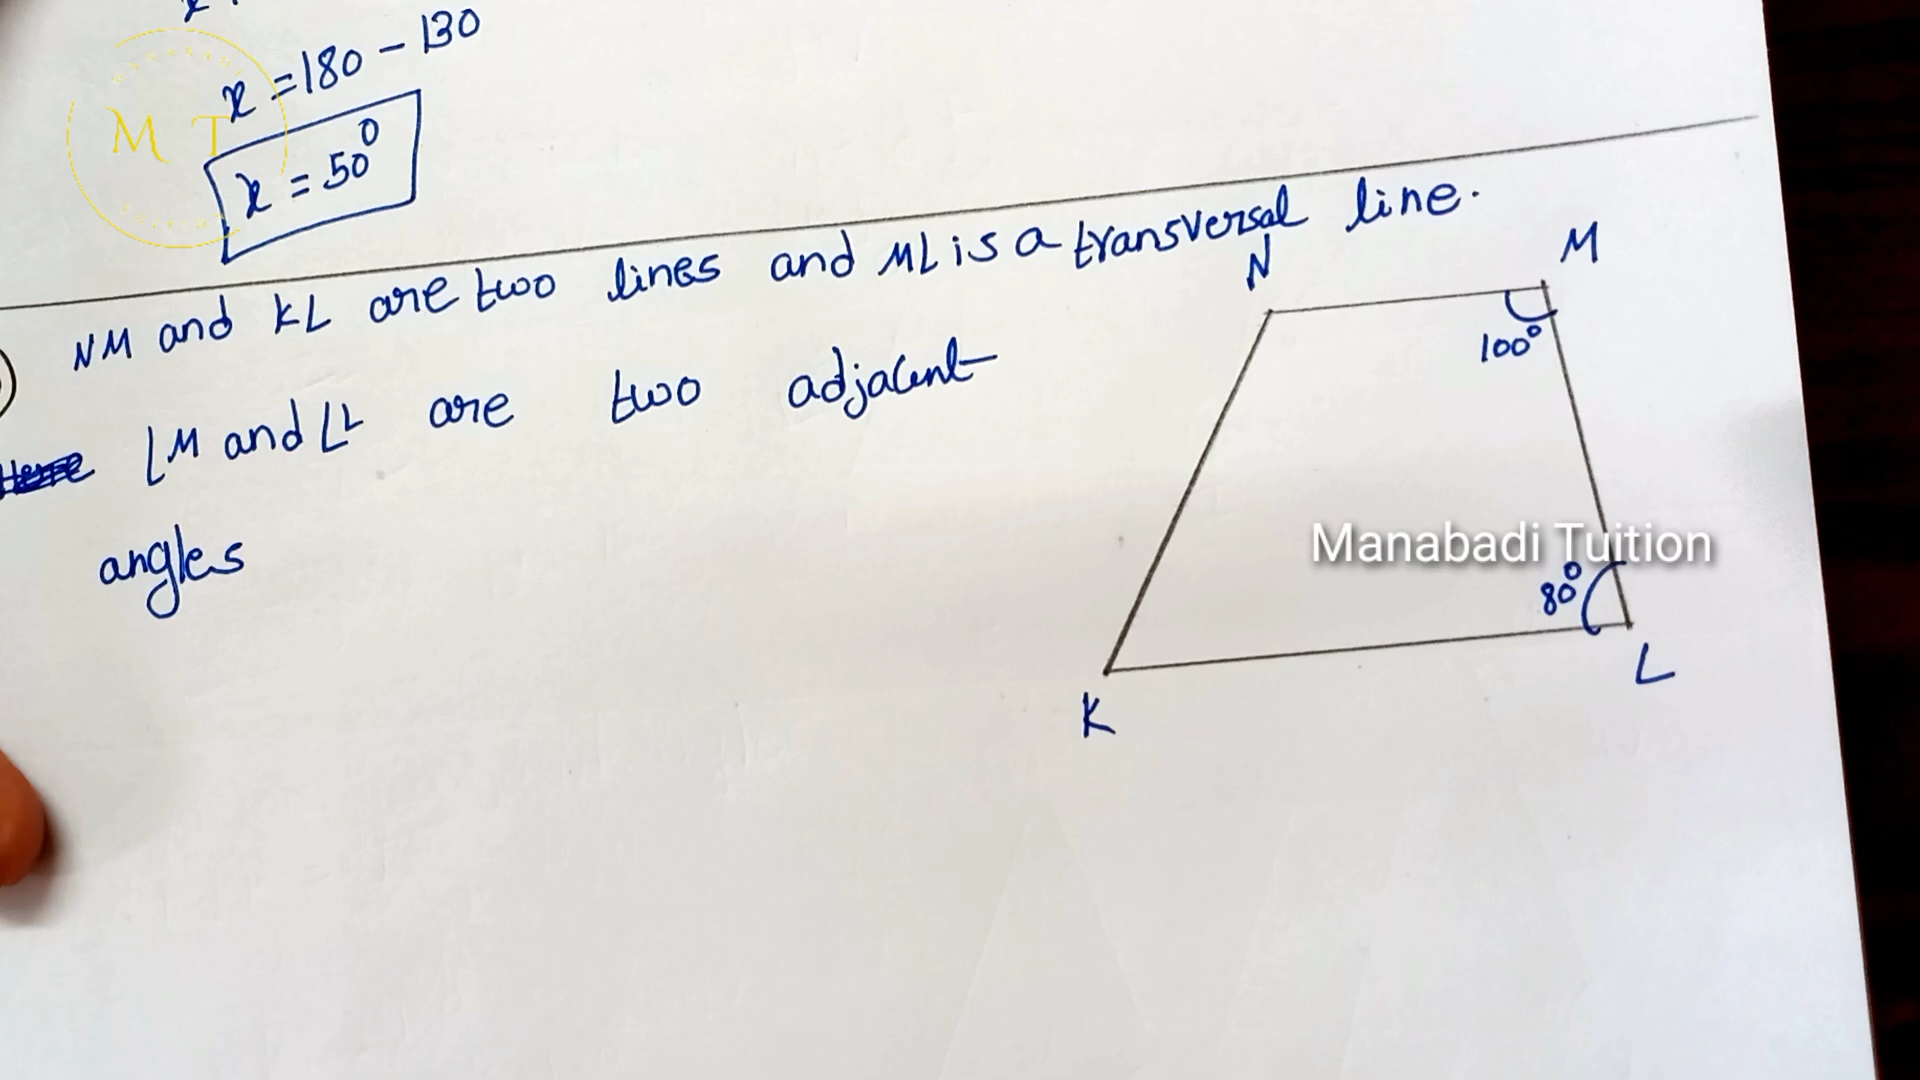 x = 180 - 130
M T
x = 50°
NM and KL are two lines and ML is a transversal line.
∠M and ∠L are two adjacent
angles
N
M
100°
Manabadi Tuition
80°
K
L